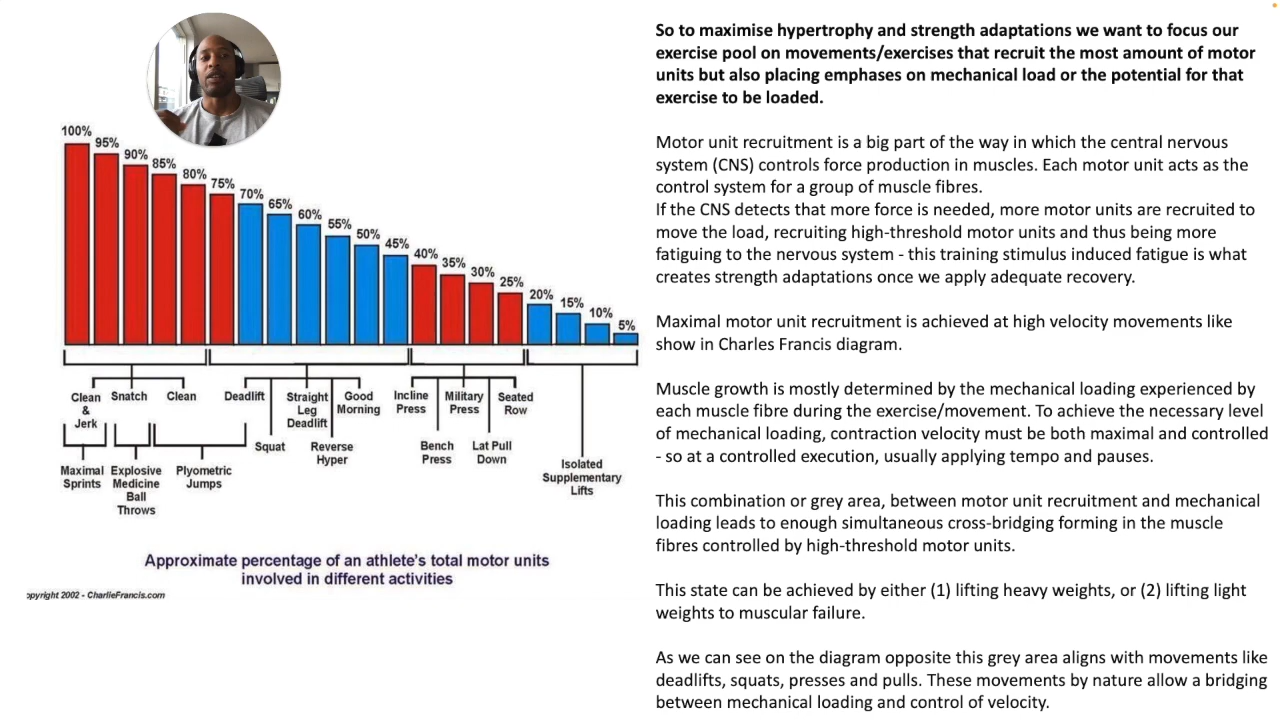 So to maximise hypertrophy and strength adaptations we want to focus our
exercise pool on movements/exercises that recruit the most amount of motor
units but also placing emphases on mechanical load or the potential for that
exercise to be loaded.
Motor unit recruitment is a big part of the way in which the central nervous
system (CNS) controls force production in muscles. Each motor unit acts as the
control system for a group of muscle fibres.
If the CNS detects that more force is needed, more motor units are recruited to
move the load, recruiting high-threshold motor units and thus being more
fatiguing to the nervous system - this training stimulus induced fatigue is what
creates strength adaptations once we apply adequate recovery.
Maximal motor unit recruitment is achieved at high velocity movements like
show in Charles Francis diagram.
Muscle growth is mostly determined by the mechanical loading experienced by
each muscle fibre during the exercise/movement. To achieve the necessary level
of mechanical loading, contraction velocity must be both maximal and controlled
- so at a controlled execution, usually applying tempo and pauses.
This combination or grey area, between motor unit recruitment and mechanical
loading leads to enough simultaneous cross-bridging forming in the muscle
fibres controlled by high-threshold motor units.
This state can be achieved by either (1) lifting heavy weights, or (2) lifting light
weights to muscular failure.
As we can see on the diagram opposite this grey area aligns with movements like
deadlifts, squats, presses and pulls. These movements by nature allow a bridging
between mechanical loading and control of velocity.
100%
95%
90%
85%
80%
75%
70%
65%
60%
55%
50%
45%
40%
35%
30%
25%
20%
15%
10%
5%
Clean
&
Jerk
Snatch
Clean
Deadlift
Squat
Straight
Leg
Deadlift
Reverse
Hyper
Good
Morning
Incline
Press
Bench
Press
Military
Press
Lat Pull
Down
Seated
Row
Isolated
Supplementary
Lifts
Maximal
Sprints
Explosive
Medicine
Ball
Throws
Plyometric
Jumps
Approximate percentage of an athlete's total motor units
involved in different activities
opyright 2002 - CharlieFrancis.com